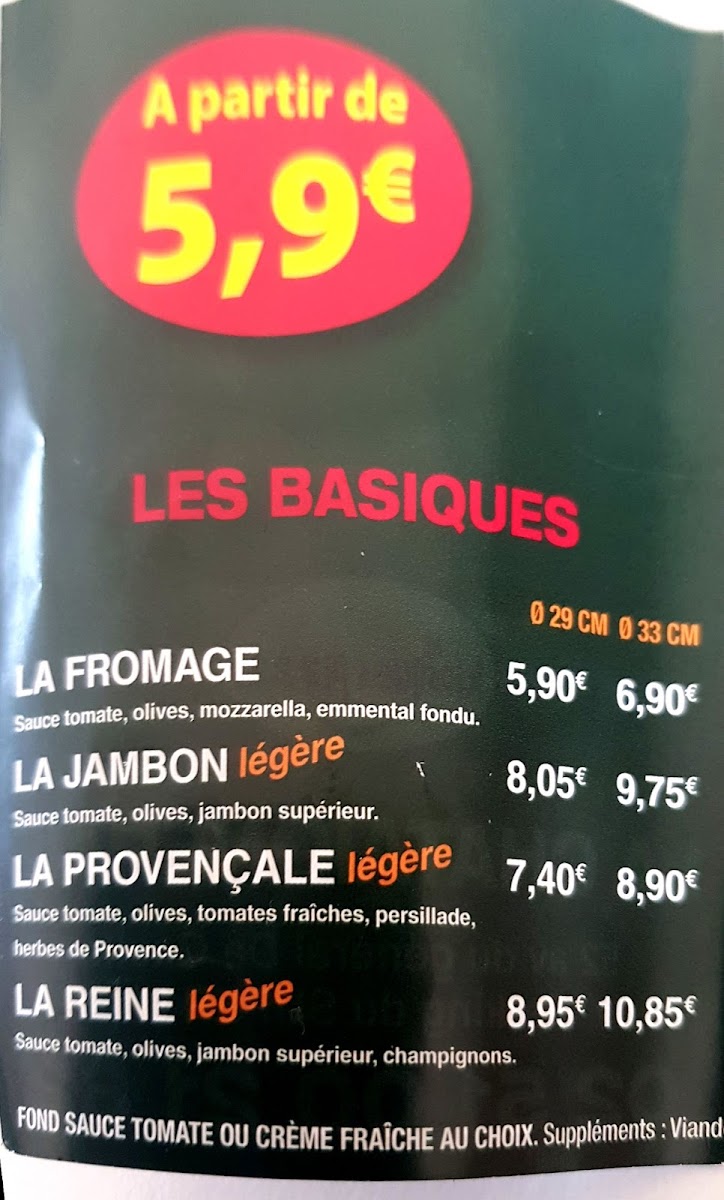 A partir de
5,9€
LES BASIQUES
Ø 29 CM Ø 33 CM
LA FROMAGE 5,90€ 6,90€
Sauce tomate, olives, mozzarella, emmental fondu.
LA JAMBON légère 8,05€ 9,75€
Sauce tomate, olives, jambon supérieur.
LA PROVENÇALE légère 7,40€ 8,90€
Sauce tomate, olives, tomates fraîches, persillade,
herbes de Provence.
LA REINE légère 8,95€ 10,85€
Sauce tomate, olives, jambon supérieur, champignons.
FOND SAUCE TOMATE OU CRÈME FRAÎCHE AU CHOIX. Suppléments : Viand